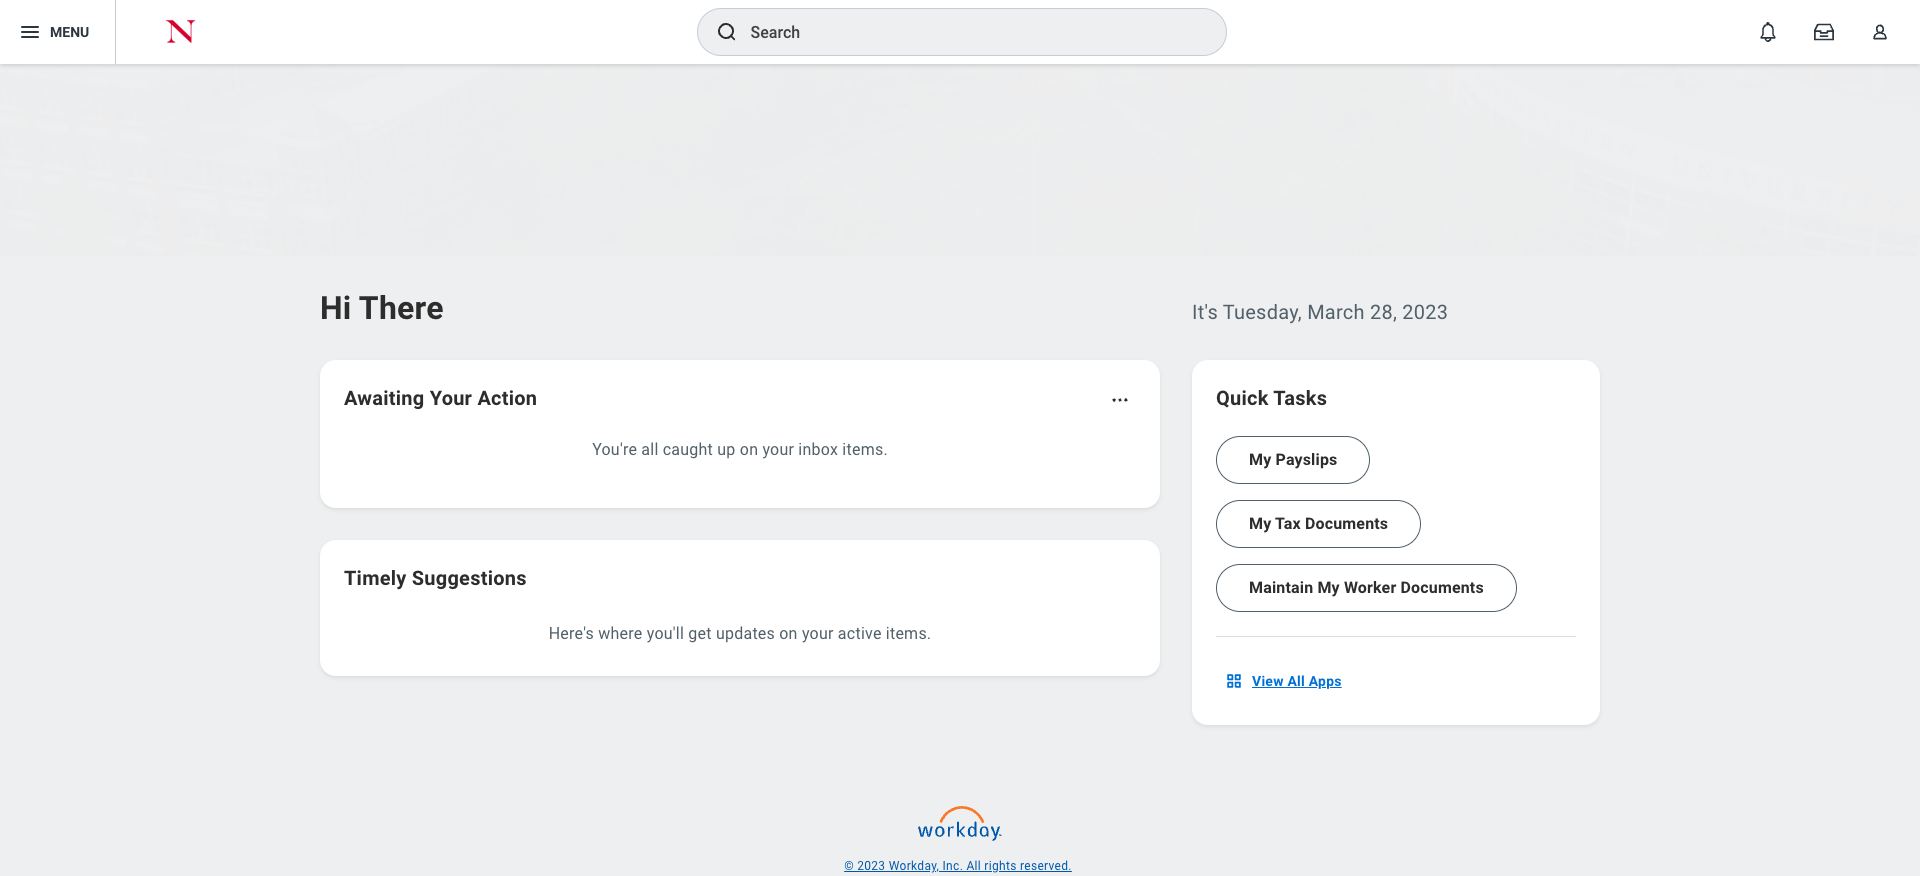 MENU
N
Search
Hi There
It's Tuesday, March 28, 2023
Awaiting Your Action
You're all caught up on your inbox items.
Timely Suggestions
Here's where you'll get updates on your active items.
Quick Tasks
My Payslips
My Tax Documents
Maintain My Worker Documents
View All Apps
workday.
© 2023 Workday, Inc. All rights reserved.